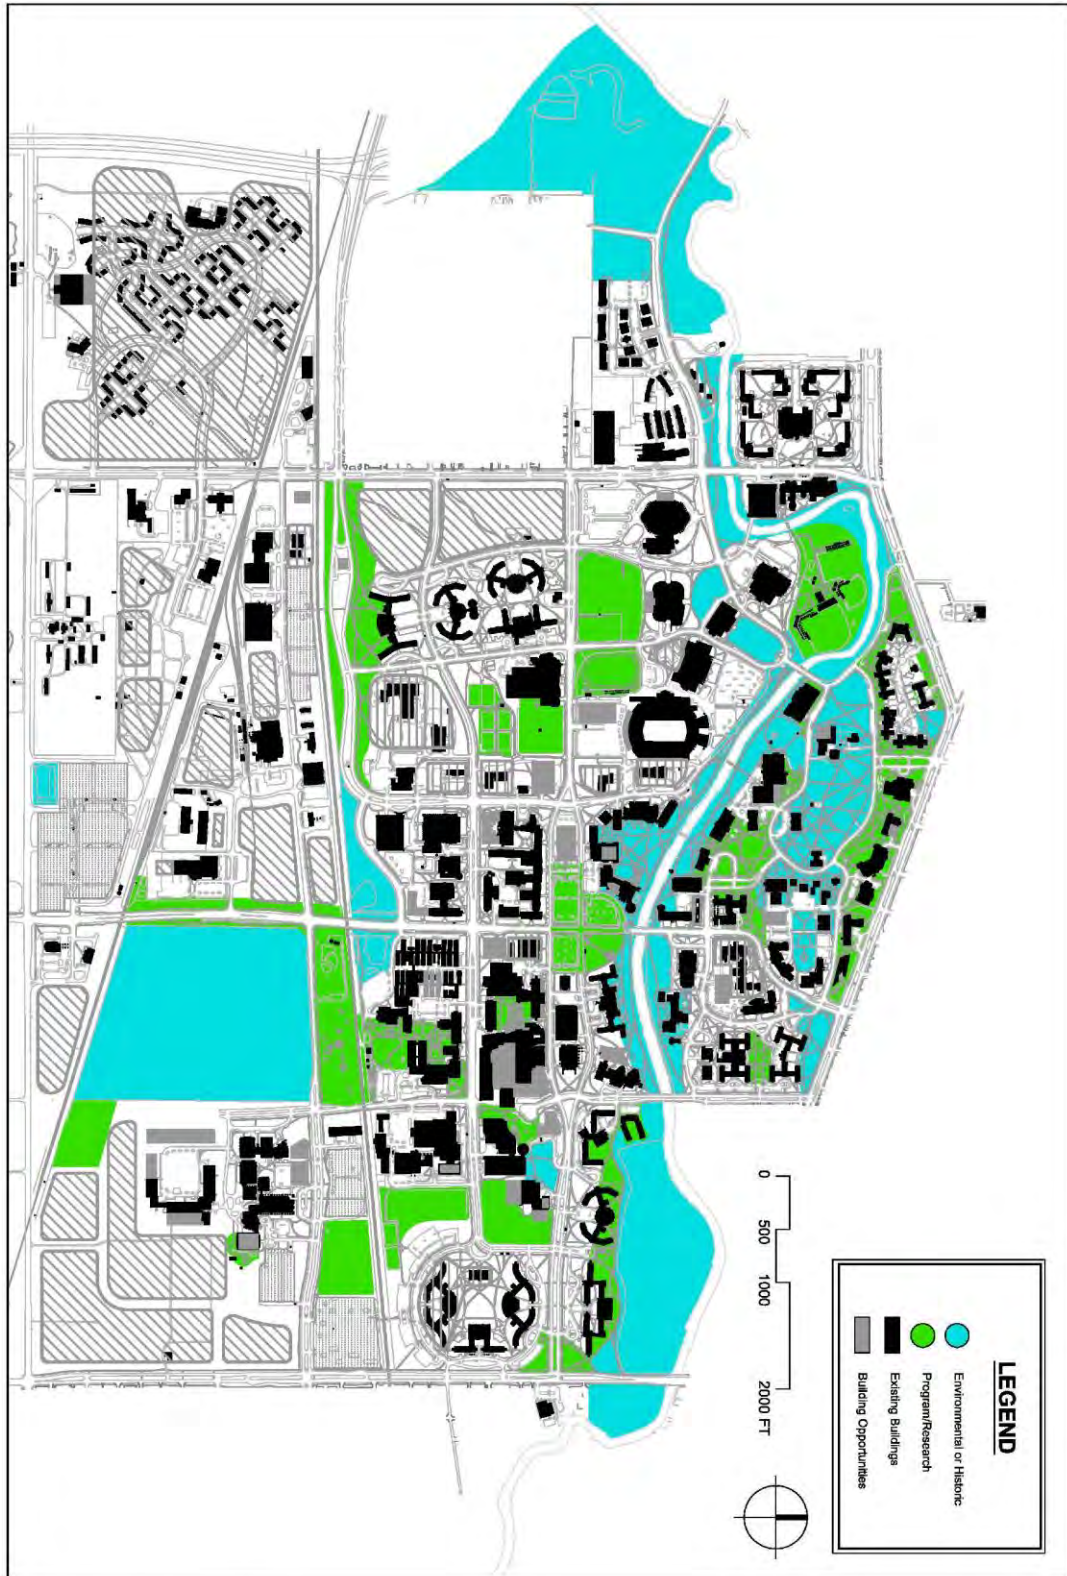 LEGEND
Environmental or Historic
Program/Research
Existing Buildings
Building Opportunities
0
500
1000
2000 FT